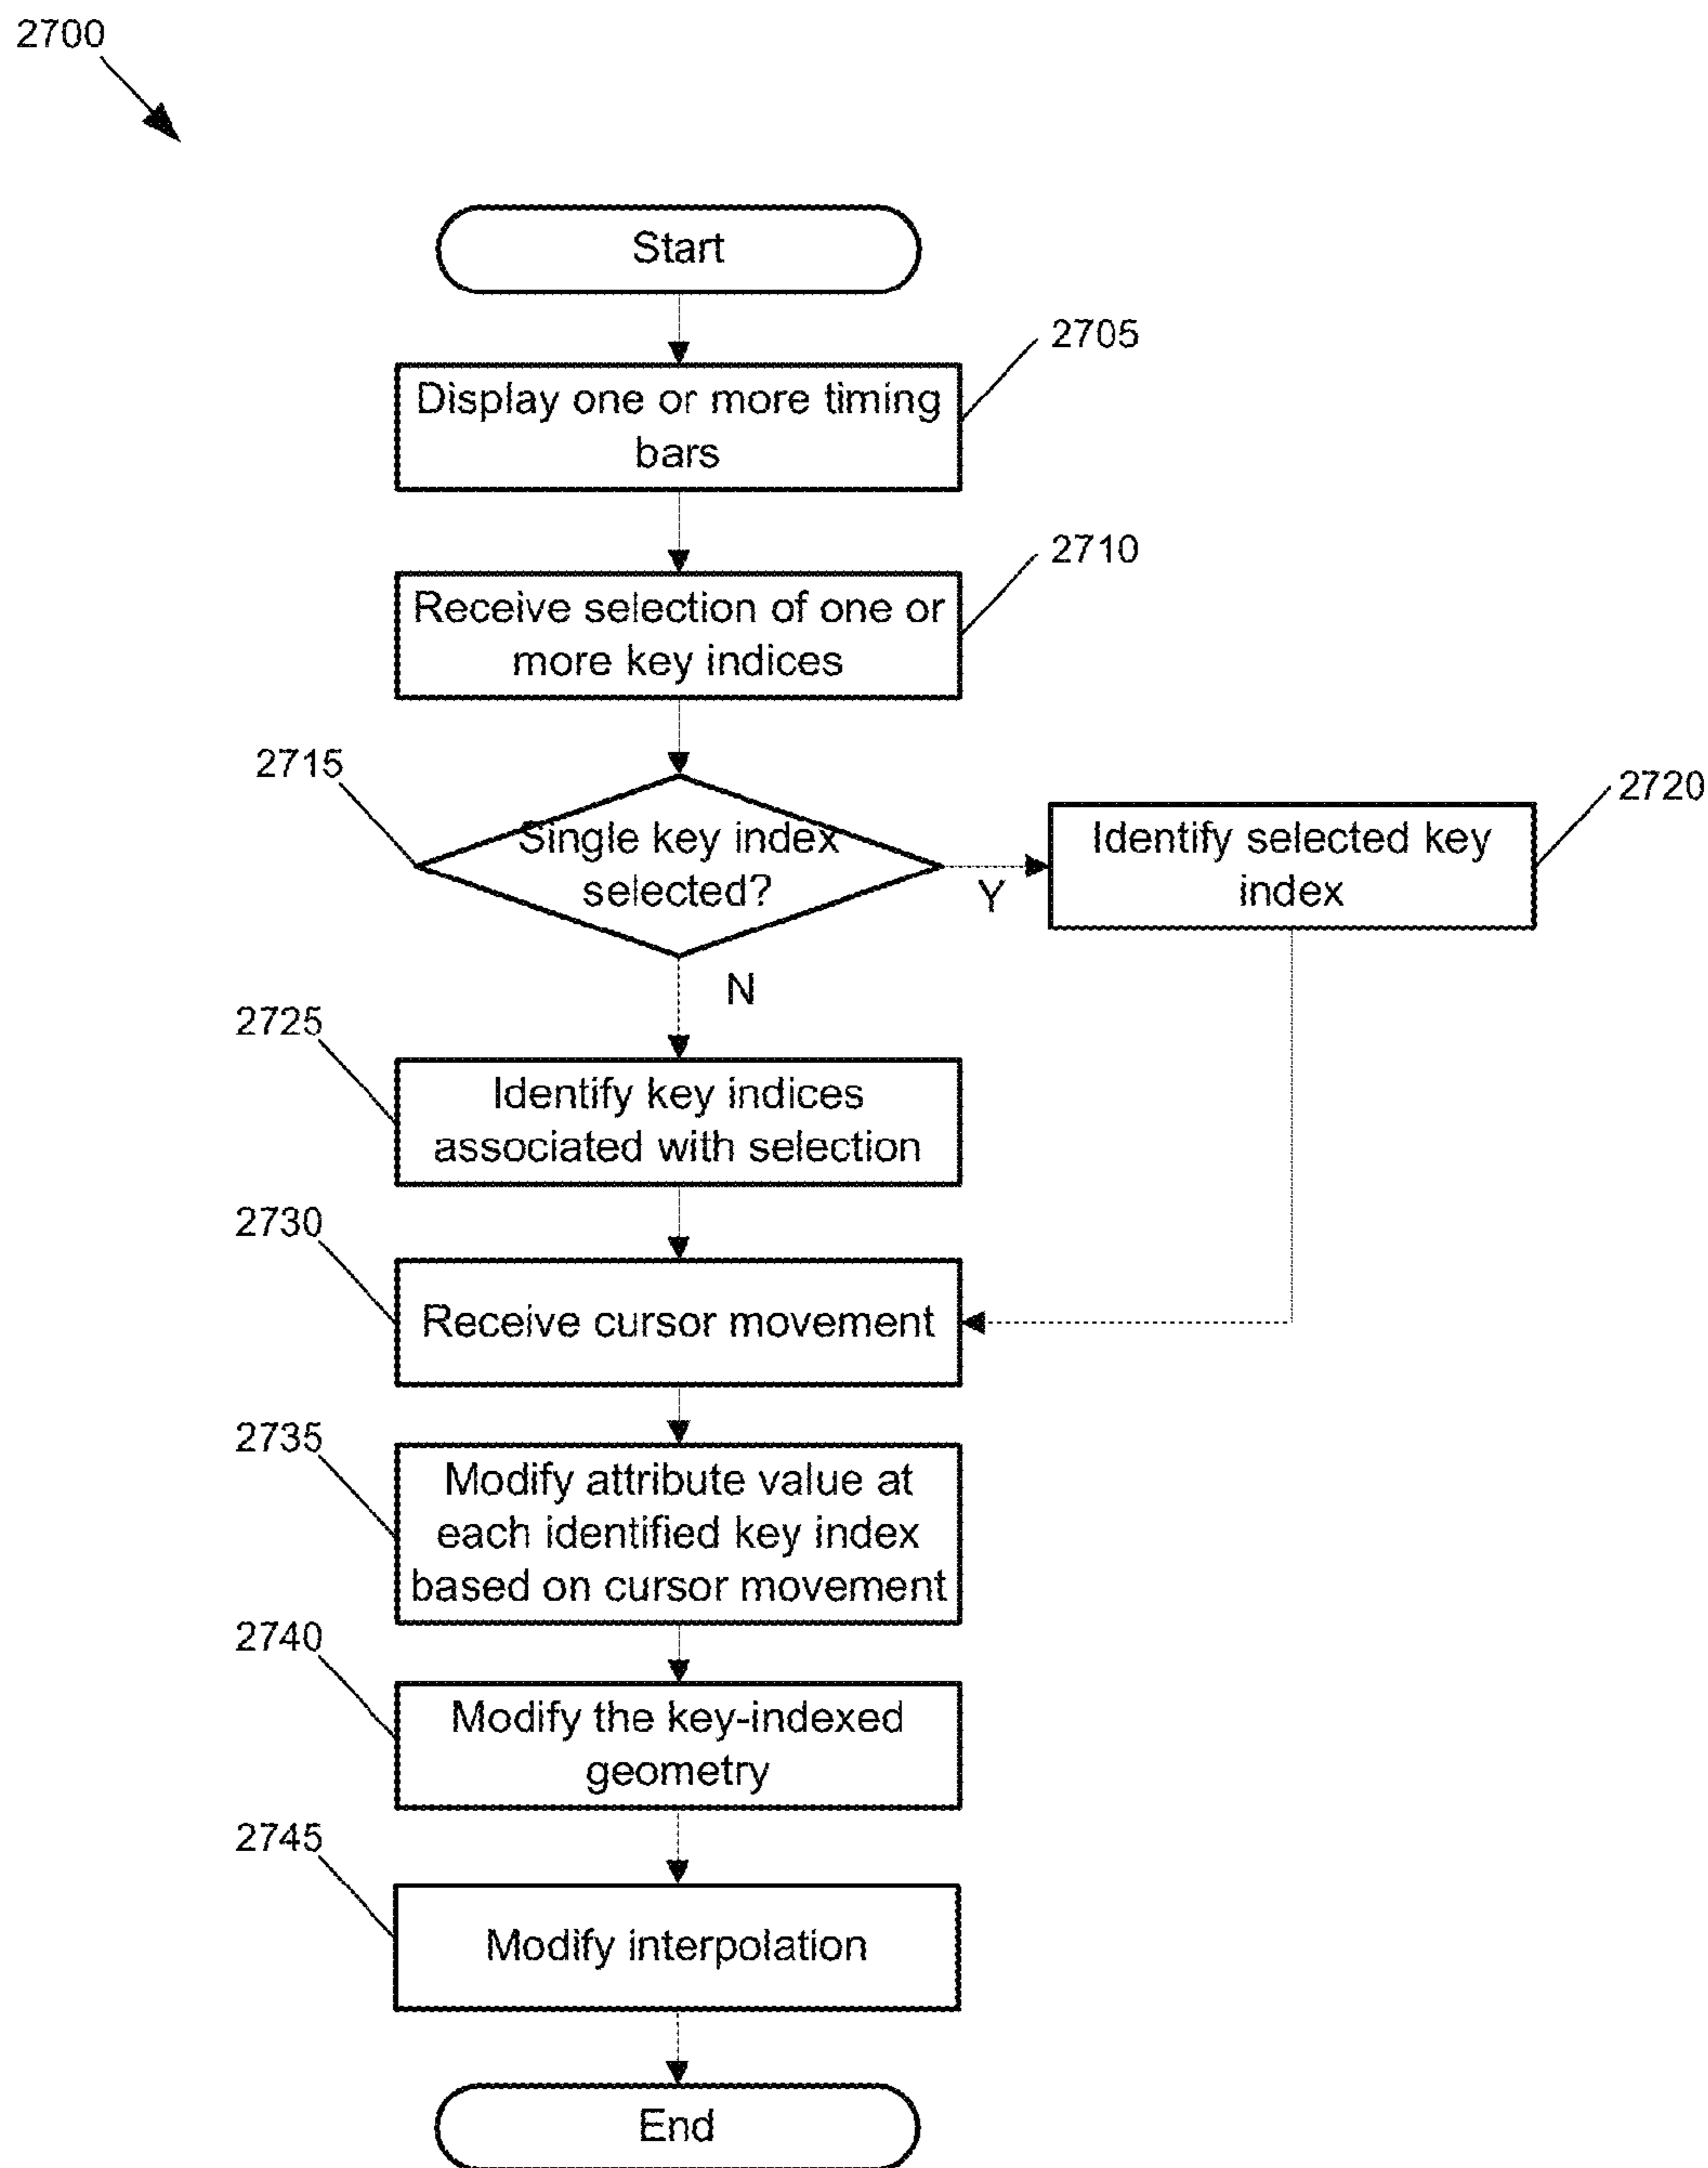 2700
Start
2705
Display one or more timing
bars
2710
Receive selection of one or
more key indices
2715
Single key index
selected?
Y
2720
Identify selected key
index
N
2725
Identify key indices
associated with selection
2730
Receive cursor movement
2735
Modify attribute value at
each identified key index
based on cursor movement
2740
Modify the key-indexed
geometry
2745
Modify interpolation
End